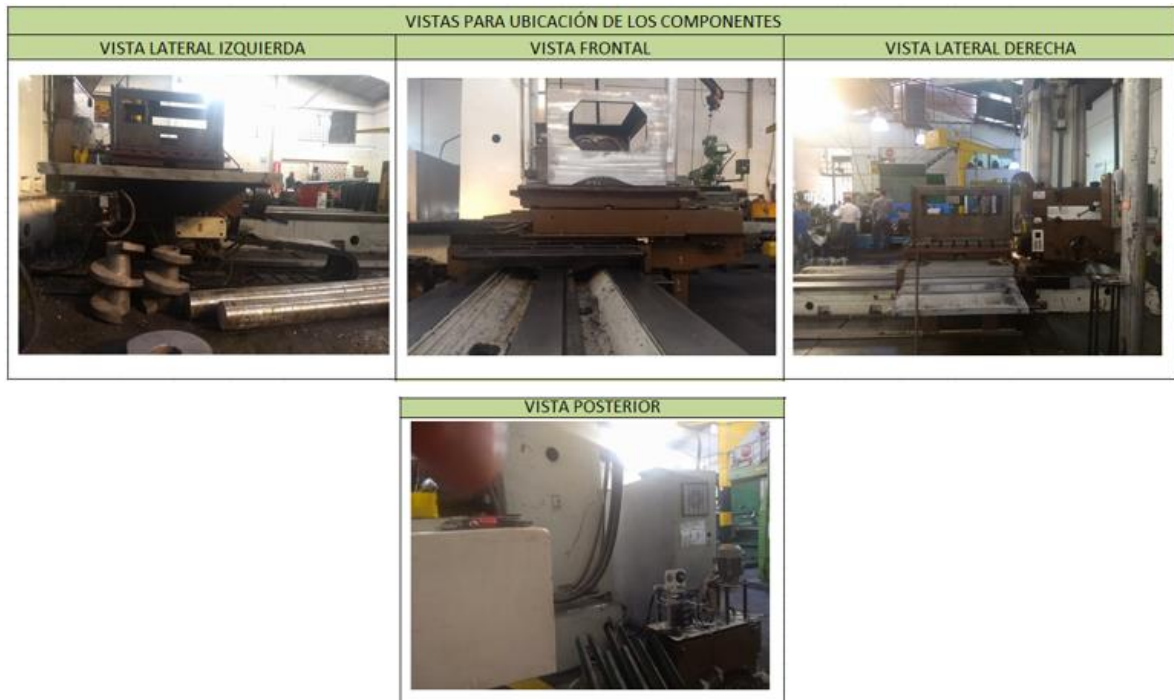 VISTAS PARA UBICACIÓN DE LOS COMPONENTES
VISTA LATERAL IZQUIERDA
VISTA FRONTAL
VISTA LATERAL DERECHA
VISTA POSTERIOR